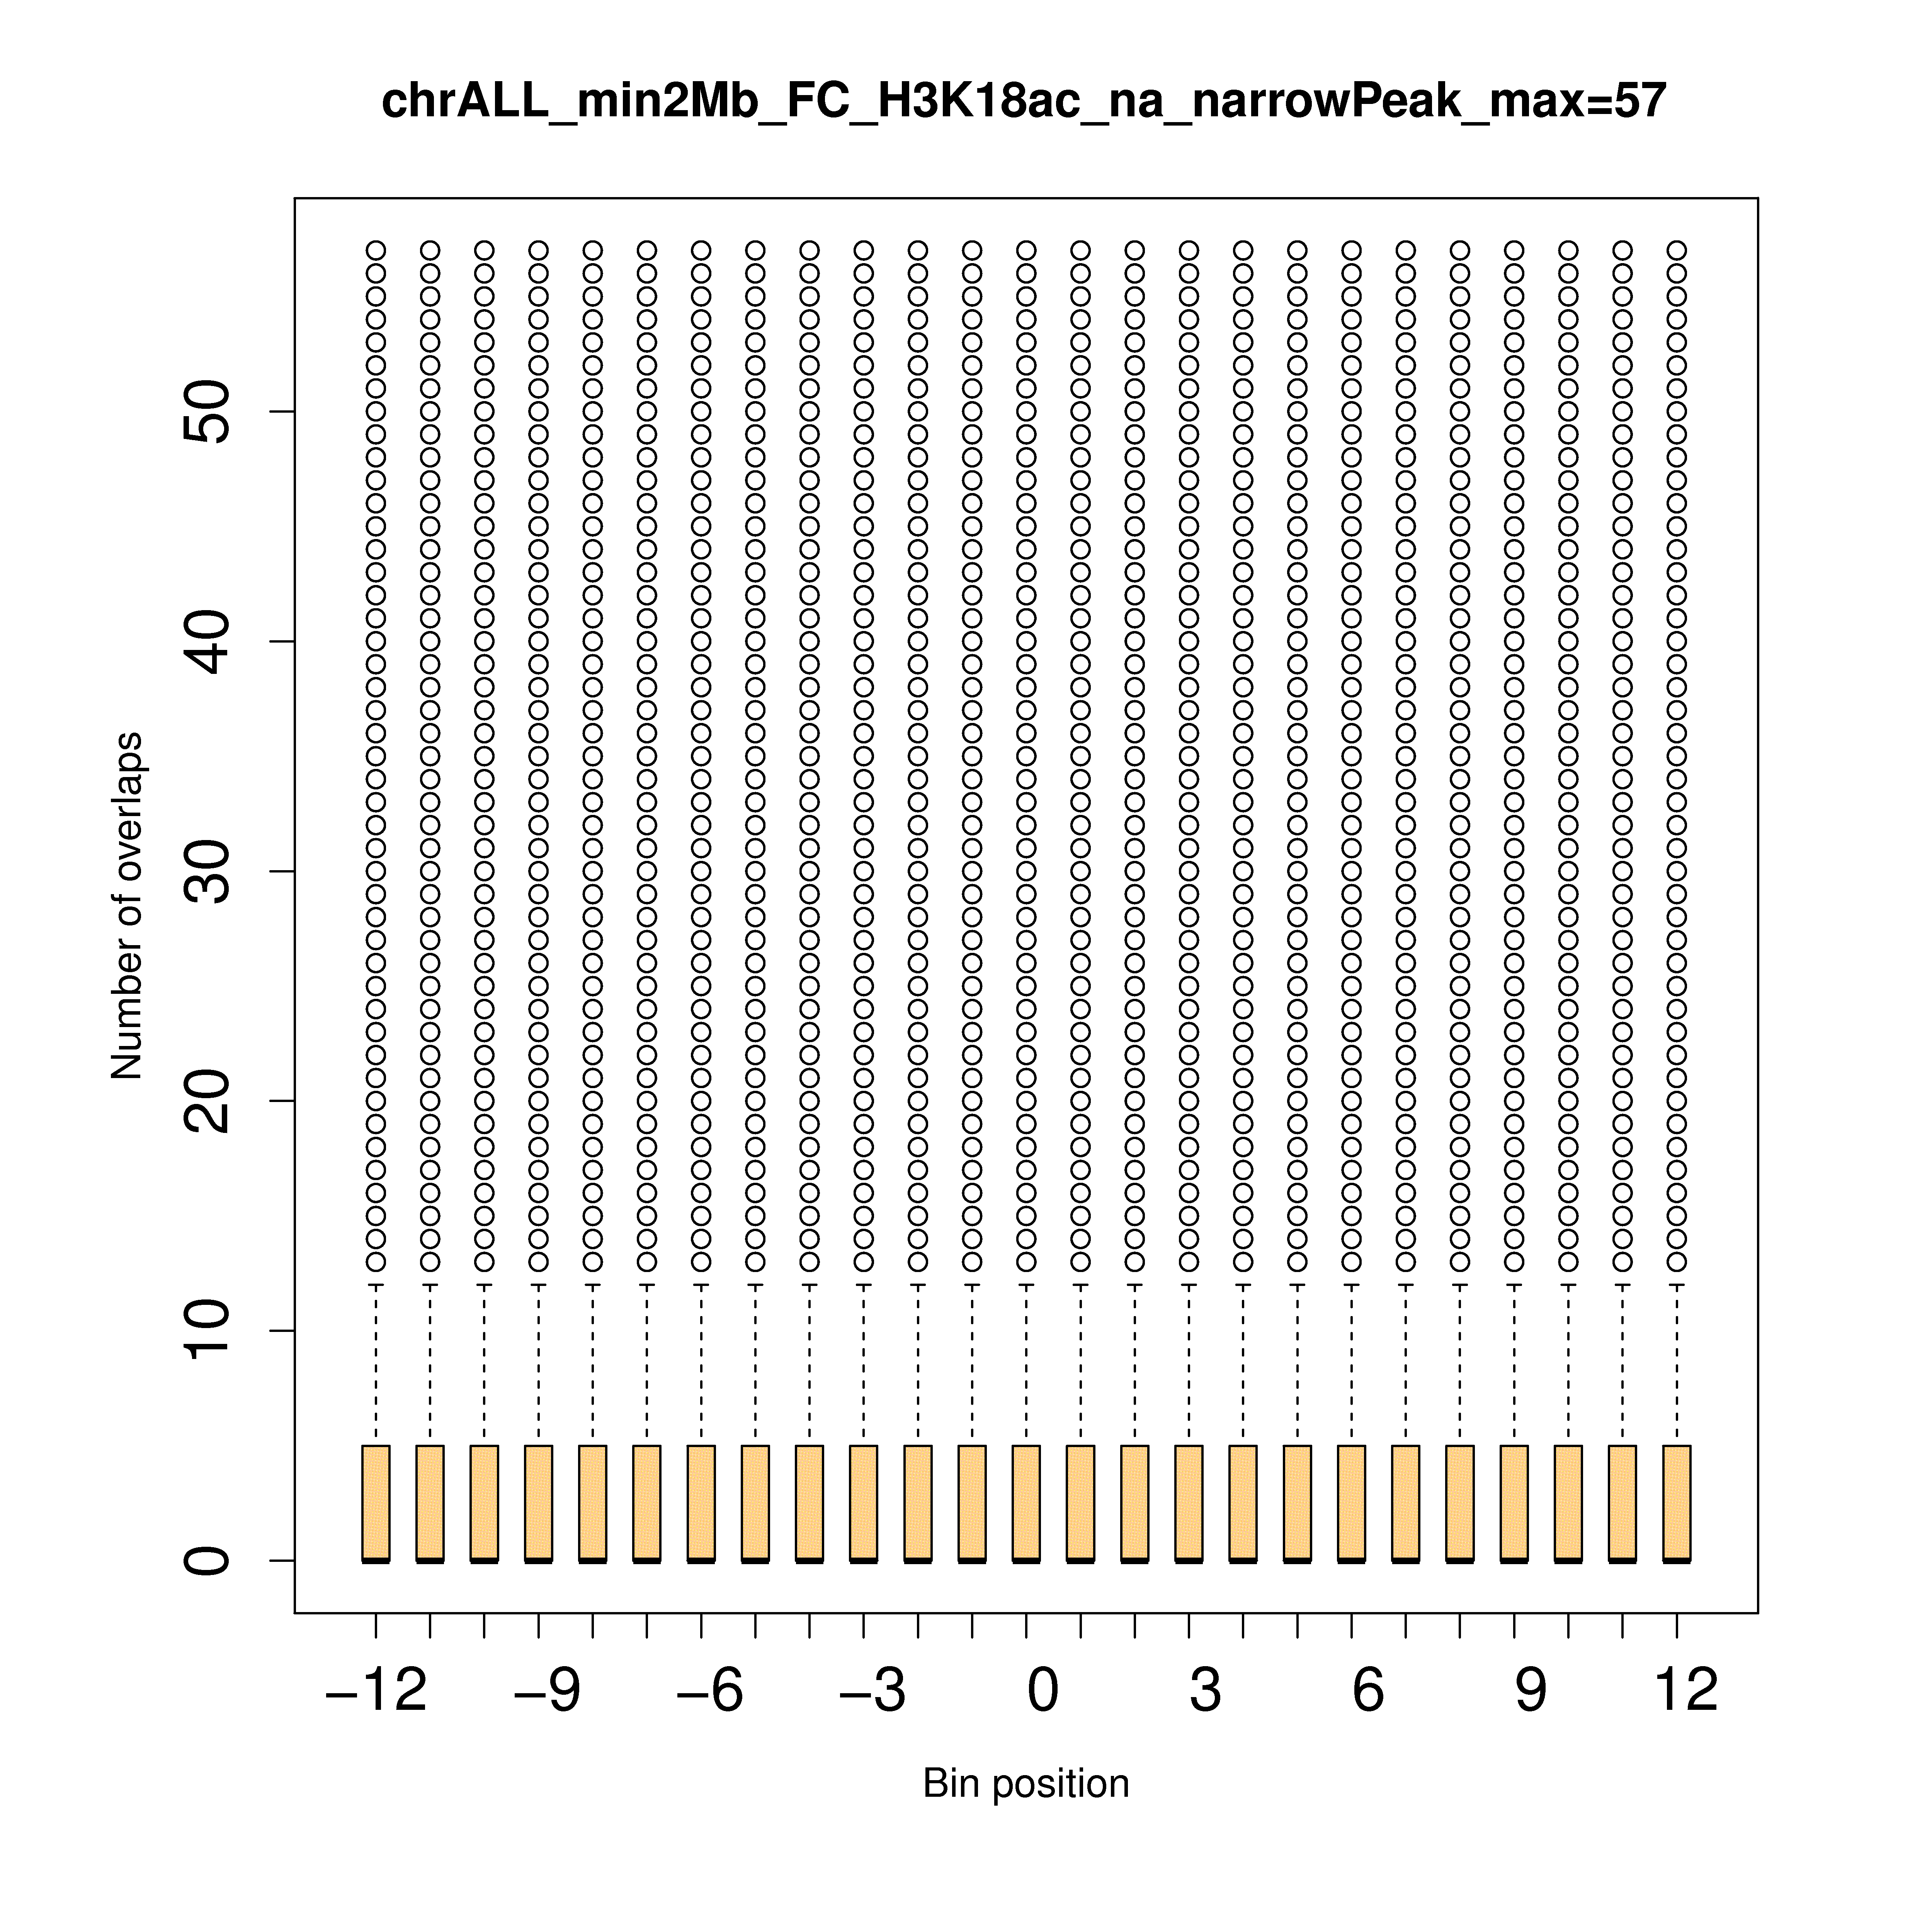 chrALL_min2Mb_FC_H3K18ac_na_narrowPeak_max=57
Number of overlaps
50
40
30
20
10
0
−12 −9 −6 −3 0 3 6 9 12
Bin position